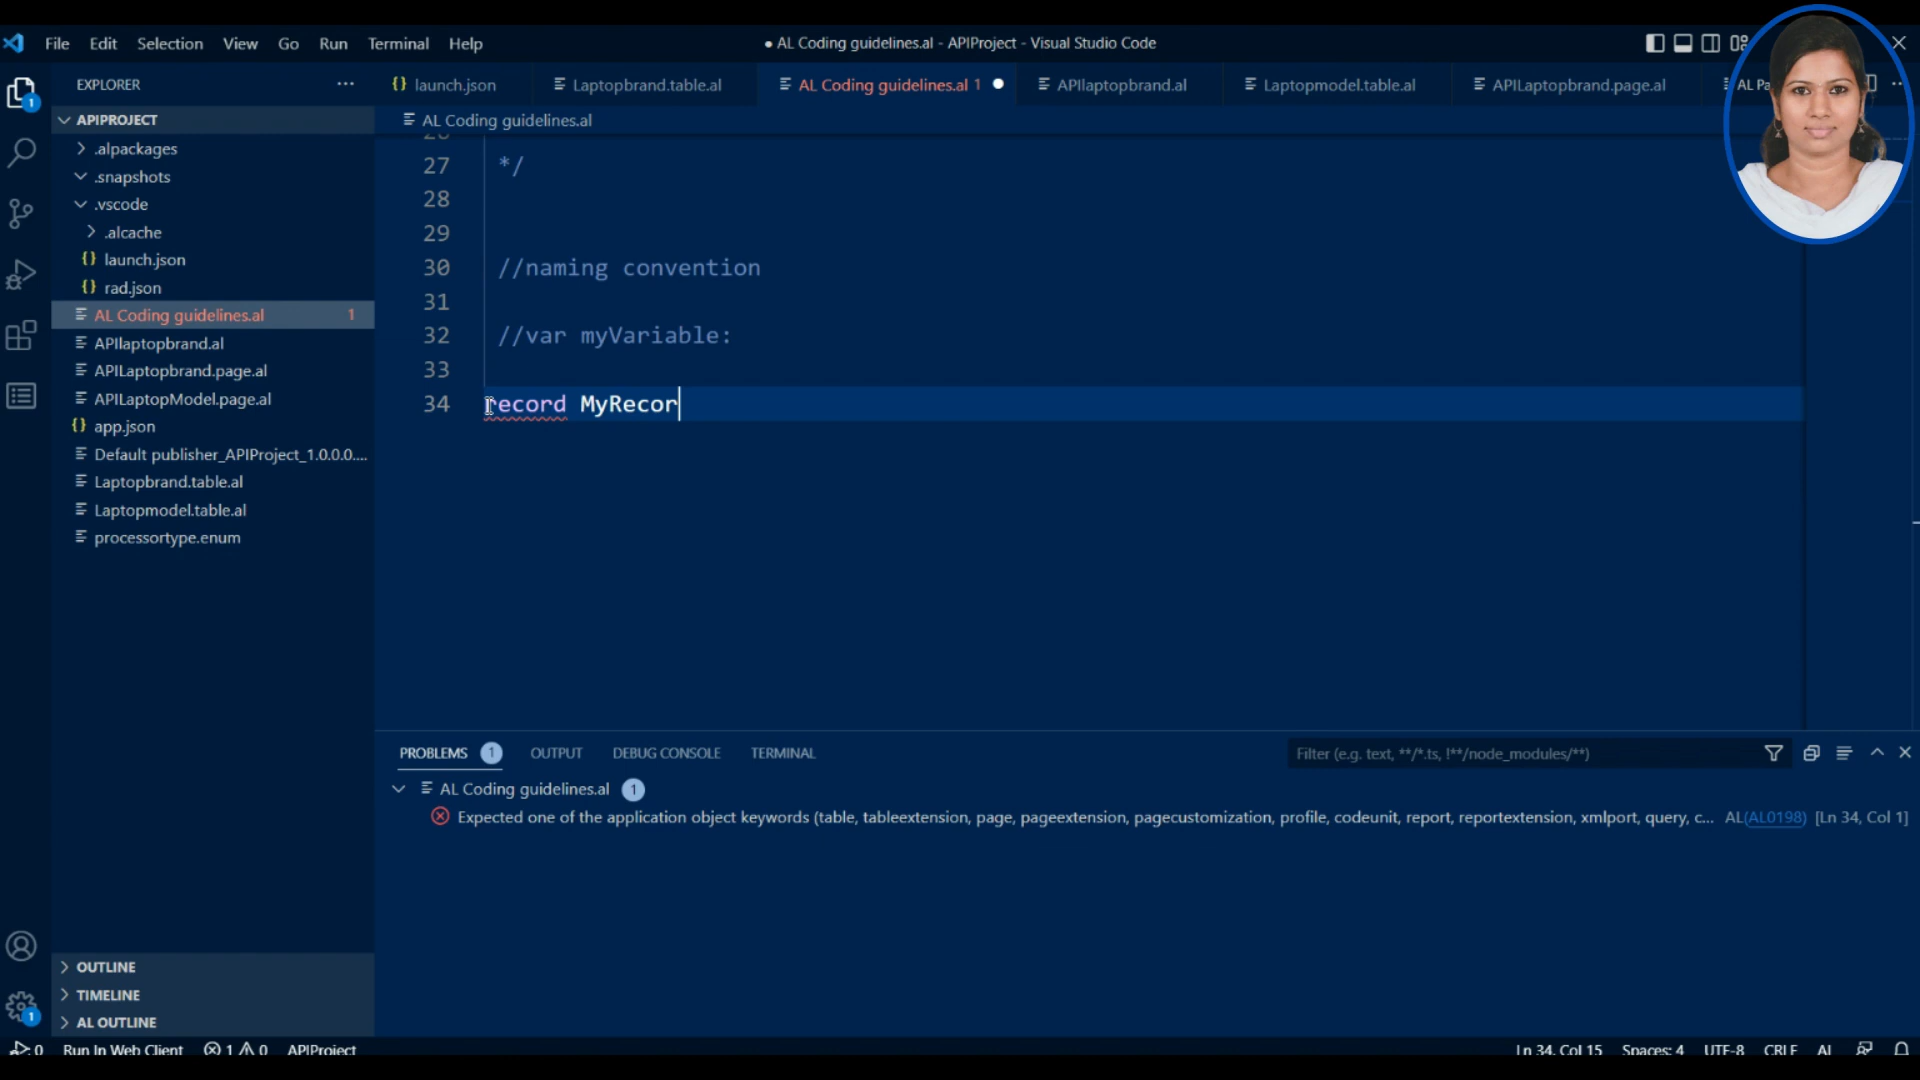 File Edit Selection View Go Run Terminal Help
● AL Coding guidelines.al - APIProject - Visual Studio Code
EXPLORER
launch.json
Laptopbrand.table.al
AL Coding guidelines.al 1
APIlaptopbrand.al
Laptopmodel.table.al
APILaptopbrand.page.al
AL Pa
APIPROJECT
AL Coding guidelines.al
.alpackages
.snapshots
.vscode
.alcache
launch.json
rad.json
AL Coding guidelines.al 1
APIlaptopbrand.al
APILaptopbrand.page.al
APILaptopModel.page.al
app.json
Default publisher_APIProject_1.0.0.0....
Laptopbrand.table.al
Laptopmodel.table.al
processortype.enum
27 */
28
29
30 //naming convention
31
32 //var myVariable:
33
34 record MyRecor
PROBLEMS 1 OUTPUT DEBUG CONSOLE TERMINAL
Filter (e.g. text, **/*.ts, !**/node_modules/**)
AL Coding guidelines.al 1
Expected one of the application object keywords (table, tableextension, page, pageextension, pagecustomization, profile, codeunit, report, reportextension, xmlport, query, c... AL(AL0198) [Ln 34, Col 1]
OUTLINE
TIMELINE
AL OUTLINE
0 Run In Web Client 1 0 APIProject
Ln 34, Col 15 Spaces: 4 UTF-8 CRLF AL